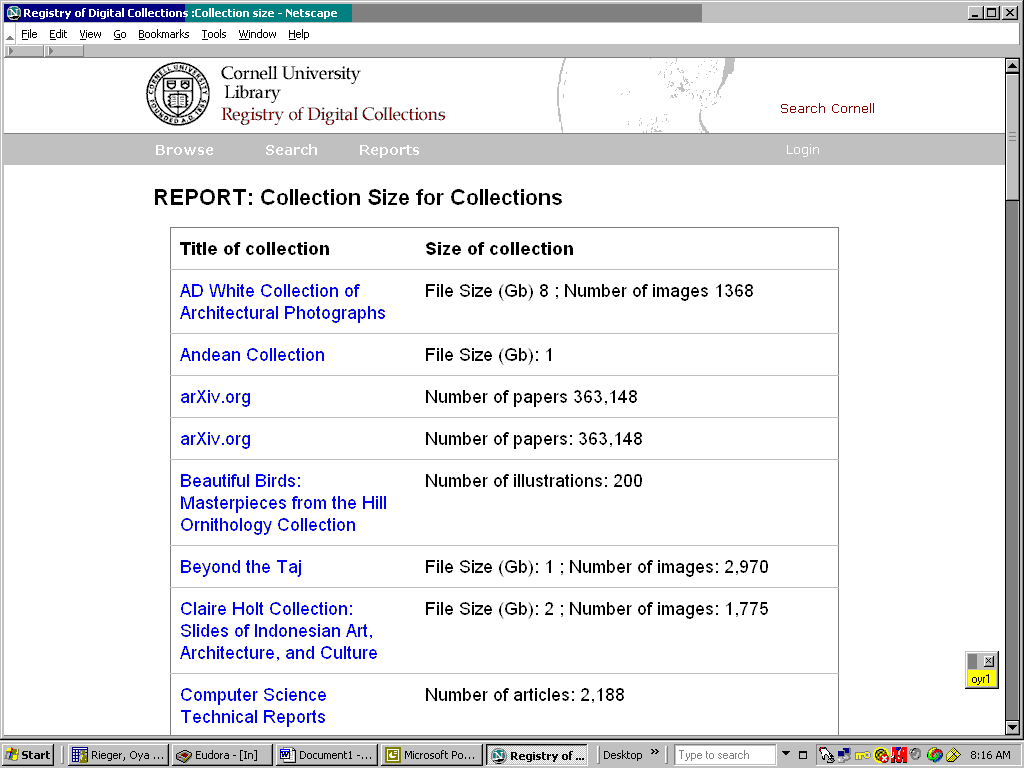 Registry of Digital Collections :Collection size - Netscape
File Edit View Go Bookmarks Tools Window Help
Cornell University
Library
Registry of Digital Collections
Search Cornell
Browse Search Reports Login
REPORT: Collection Size for Collections
Title of collection Size of collection
AD White Collection of File Size (Gb) 8 ; Number of images 1368
Architectural Photographs
Andean Collection File Size (Gb): 1
arXiv.org Number of papers 363,148
arXiv.org Number of papers: 363,148
Beautiful Birds: Number of illustrations: 200
Masterpieces from the Hill
Ornithology Collection
Beyond the Taj File Size (Gb): 1 ; Number of images: 2,970
Claire Holt Collection: File Size (Gb): 2 ; Number of images: 1,775
Slides of Indonesian Art,
Architecture, and Culture
oyr1
Computer Science Number of articles: 2,188
Technical Reports
Start Rieger, Oya ... Eudora - [In] Document1 -... Microsoft Po... Registry of ... Desktop » Type to search 8:16 AM